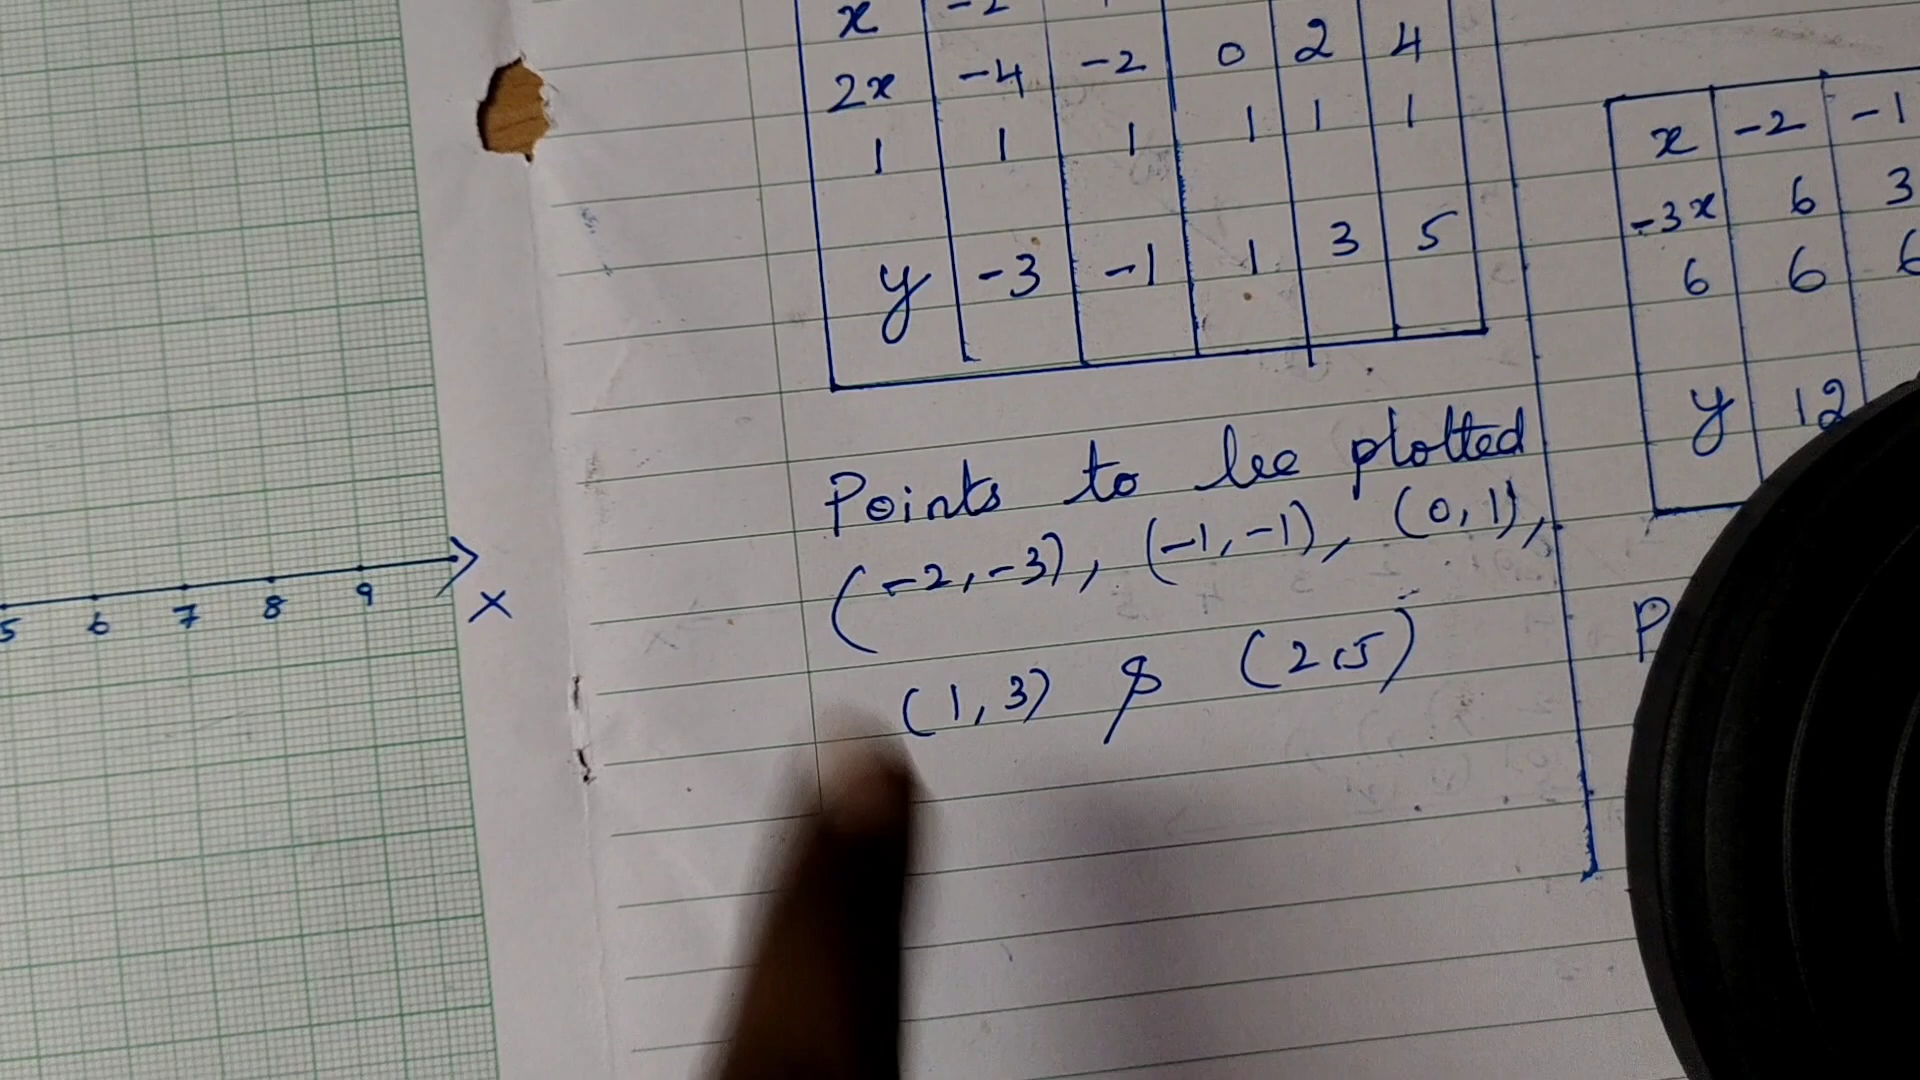 x -2
2x -4 -2 0 2 4
1 1 1 1 1 1
y -3 -1 1 3 5
Points to be plotted
(-2,-3), (-1,-1), (0,1),
(1,3) & (2,5)
x -2 -1
-3x 6 3
6 6 6
y 12
P
5 6 7 8 9
X